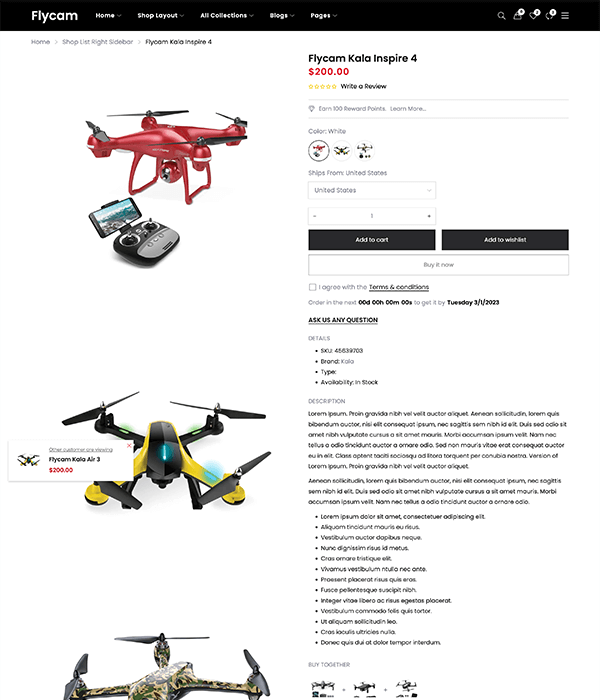 Flycam
Home Shop Layout All Collections Blogs Pages
Home > Shop List Right Sidebar > Flycam Kala Inspire 4
Flycam Kala Inspire 4
$200.00
Write a Review
Earn 100 Reward Points. Learn More...
Color: White
Ships From: United States
United States
- 1 +
Add to cart Add to wishlist
Buy it now
I agree with the Terms & conditions
Order in the next 00d 00h 00m 00s to get it by Tuesday 3/1/2023
ASK US ANY QUESTION
DETAILS
SKU: 45639703
Brand: Kala
Type:
Availability: In Stock
DESCRIPTION
Lorem ipsum. Proin gravida nibh vel velit auctor aliquet. Aenean sollicitudin, lorem quis
bibendum auctor, nisi elit consequat ipsum, nec sagittis sem nibh id elit. Duis sed odio sit
amet nibh vulputate cursus a sit amet mauris. Morbi accumsan ipsum velit. Nam nec
tellus a odio tincidunt auctor a ornare odio. Sed non mauris vitae erat consequat auctor
eu in elit. Class aptent taciti sociosqu ad litora torquent per conubia nostra. Version of
Lorem Ipsum. Proin gravida nibh vel velit auctor aliquet.
Aenean sollicitudin, lorem quis bibendum auctor, nisi elit consequat ipsum, nec sagittis
sem nibh id elit. Duis sed odio sit amet nibh vulputate cursus a sit amet mauris. Morbi
accumsan ipsum velit. Nam nec tellus a odio tincidunt auctor a ornare odio.
Lorem ipsum dolor sit amet, consectetuer adipiscing elit.
Aliquam tincidunt mauris eu risus.
Vestibulum auctor dapibus neque.
Nunc dignissim risus id metus.
Cras ornare tristique elit.
Vivamus vestibulum ntulla nec ante.
Praesent placerat risus quis eros.
Fusce pellentesque suscipit nibh.
Integer vitae libero ac risus egestas placerat.
Vestibulum commodo felis quis tortor.
Ut aliquam sollicitudin leo.
Cras iaculis ultricies nulla.
Donec quis dui at dolor tempor interdum.
BUY TOGETHER
+ +
Other customer are viewing
Flycam Kala Air 3
$200.00